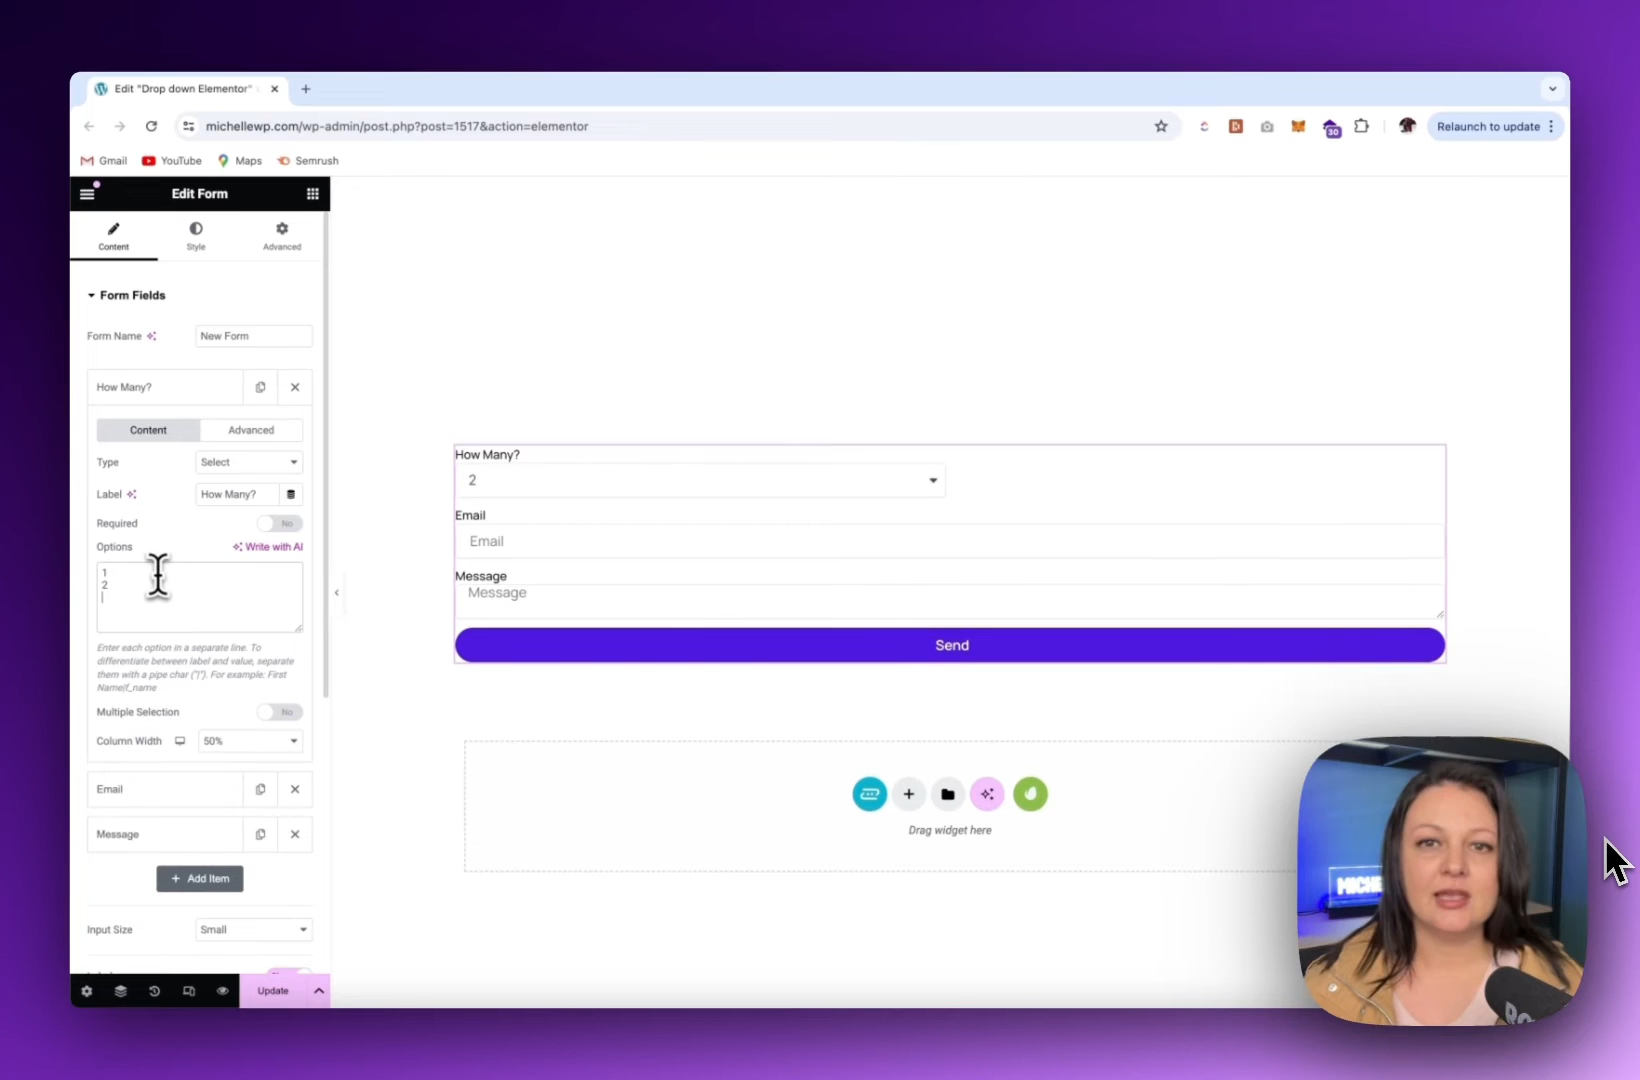 Edit "Drop down Elementor"
michellewp.com/wp-admin/post.php?post=1517&action=elementor
30
Relaunch to update
Gmail
YouTube
Maps
Semrush
Edit Form
Content
Style
Advanced
Form Fields
Form Name
New Form
How Many?
Content
Advanced
Type
Select
Label
How Many?
Required
No
Options
Write with AI
1
2
Enter each option in a separate line. To
differentiate between label and value, separate
them with a pipe char ("|"). For example: First
Name|f_name
Multiple Selection
No
Column Width
50%
Email
Message
+ Add Item
Input Size
Small
Update
How Many?
2
Email
Email
Message
Message
Send
Drag widget here
MICHE